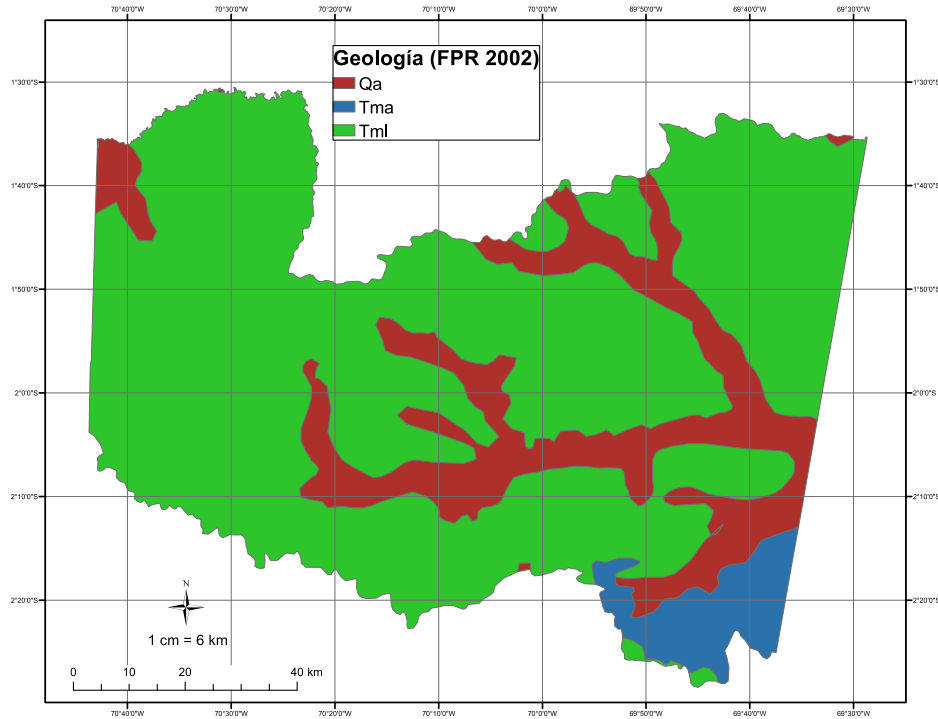 70°40'0"W 70°30'0"W 70°20'0"W 70°10'0"W 70°0'0"W 69°50'0"W 69°40'0"W 69°30'0"W
Geología (FPR 2002)
Qa
Tma
Tml
1°30'0"S 1°30'0"S
1°40'0"S 1°40'0"S
1°50'0"S 1°50'0"S
2°0'0"S 2°0'0"S
2°10'0"S 2°10'0"S
2°20'0"S 2°20'0"S
N
1 cm = 6 km
0 10 20 40 km
70°40'0"W 70°30'0"W 70°20'0"W 70°10'0"W 70°0'0"W 69°50'0"W 69°40'0"W 69°30'0"W